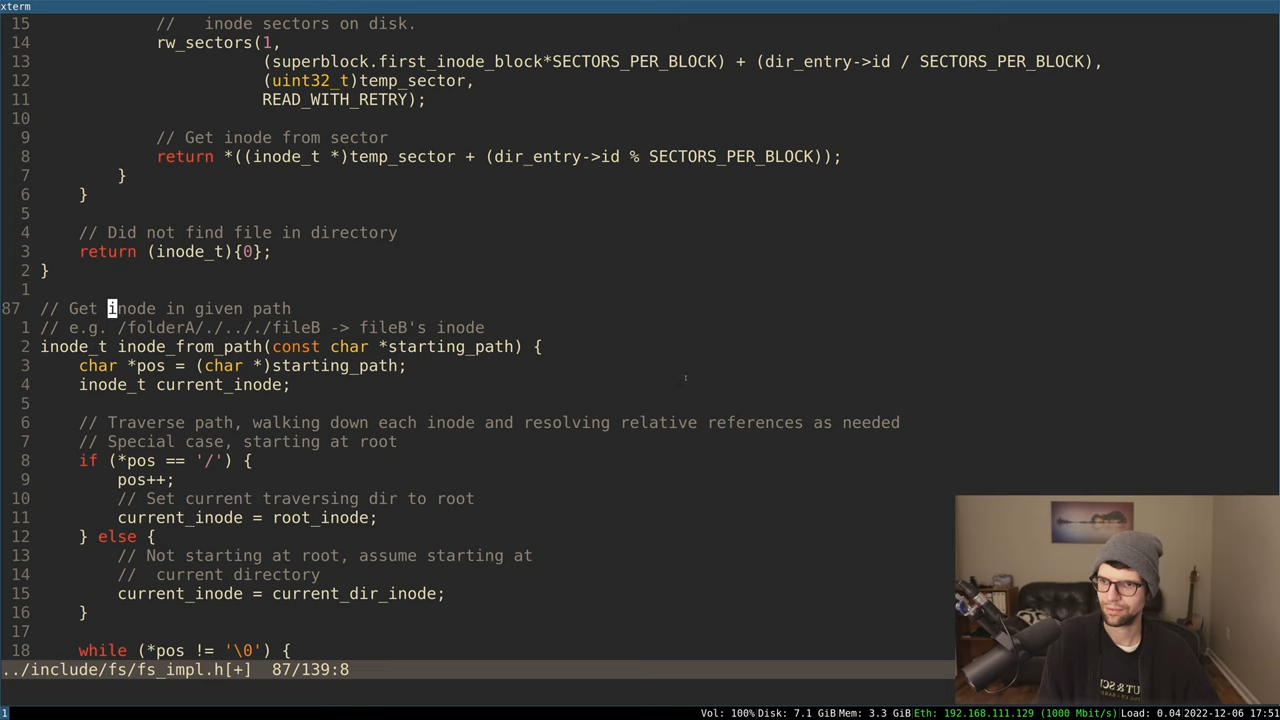 xterm
15 //   inode sectors on disk.
14 rw_sectors(1,
13 (superblock.first_inode_block*SECTORS_PER_BLOCK) + (dir_entry->id / SECTORS_PER_BLOCK),
12 (uint32_t)temp_sector,
11 READ_WITH_RETRY);
10
9 // Get inode from sector
8 return *((inode_t *)temp_sector + (dir_entry->id % SECTORS_PER_BLOCK));
7 }
6 }
5
4 // Did not find file in directory
3 return (inode_t){0};
2 }
1
87 // Get inode in given path
1 // e.g. /folderA/./.././fileB -> fileB's inode
2 inode_t inode_from_path(const char *starting_path) {
3 char *pos = (char *)starting_path;
4 inode_t current_inode;
5
6 // Traverse path, walking down each inode and resolving relative references as needed
7 // Special case, starting at root
8 if (*pos == '/') {
9 pos++;
10 // Set current traversing dir to root
11 current_inode = root_inode;
12 } else {
13 // Not starting at root, assume starting at
14 //  current directory
15 current_inode = current_dir_inode;
16 }
17
18 while (*pos != '\0') {
../include/fs/fs_impl.h[+]  87/139:8
1 Vol: 100% Disk: 7.1 GiB Mem: 3.3 GiB Eth: 192.168.111.129 (1000 Mbit/s) Load: 0.04 2022-12-06 17:51